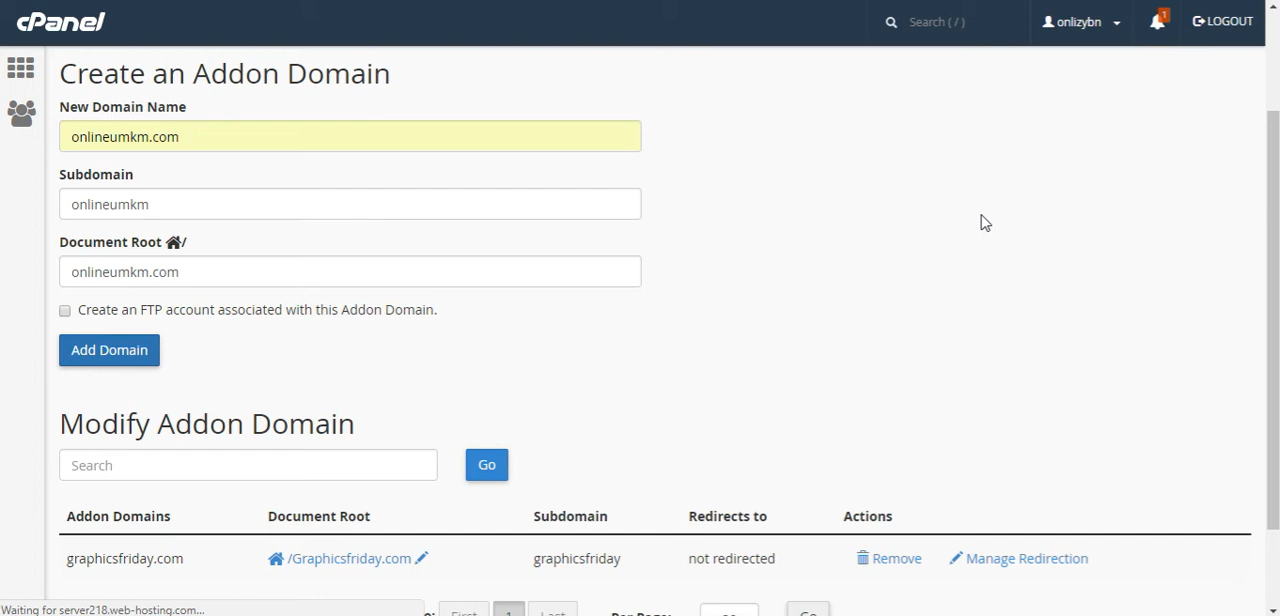 cPanel
Search ( / )
onlizybn
1
LOGOUT
Create an Addon Domain
New Domain Name
onlineumkm.com
Subdomain
onlineumkm
Document Root /
onlineumkm.com
Create an FTP account associated with this Addon Domain.
Add Domain
Modify Addon Domain
Search
Go
Addon Domains Document Root Subdomain Redirects to Actions
graphicsfriday.com /Graphicsfriday.com graphicsfriday not redirected Remove Manage Redirection
First 1 Last Per Page: Go
Waiting for server218.web-hosting.com...